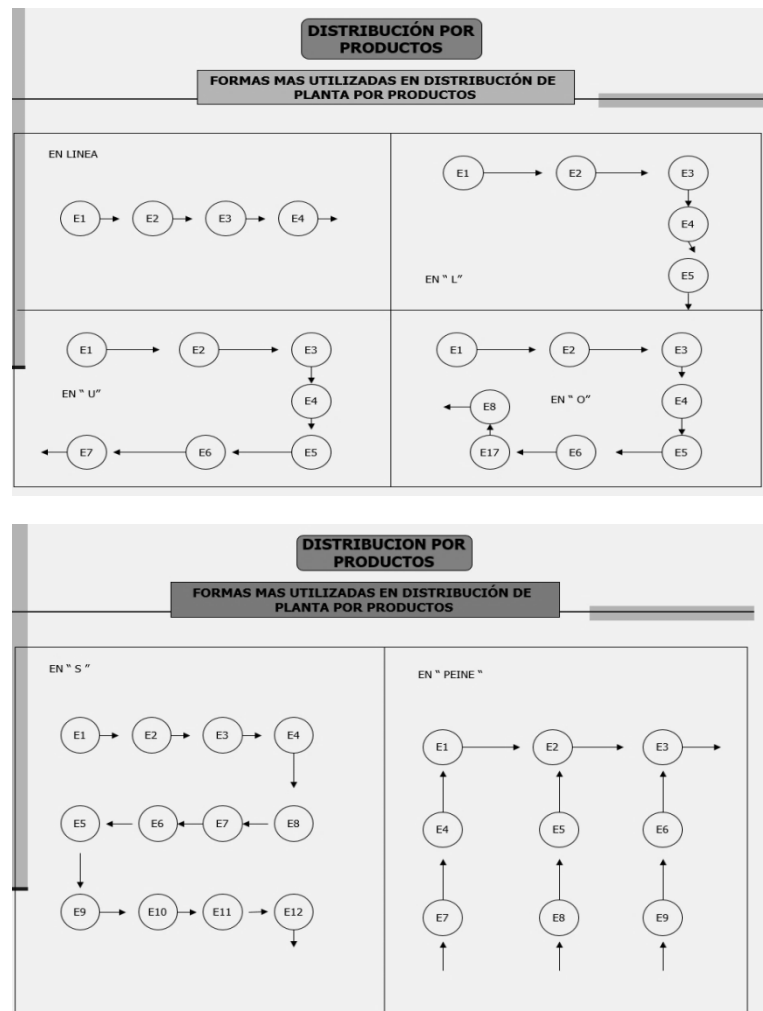 DISTRIBUCIÓN POR
PRODUCTOS
FORMAS MAS UTILIZADAS EN DISTRIBUCIÓN DE
PLANTA POR PRODUCTOS
EN LINEA
E1 E2 E3 E4
E1 E2 E3
E4
E5
EN “ L”
E1 E2 E3
EN “ U”
E4
E7 E6 E5
E1 E2 E3
E8 EN “ O” E4
E17 E6 E5
DISTRIBUCION POR
PRODUCTOS
FORMAS MAS UTILIZADAS EN DISTRIBUCIÓN DE
PLANTA POR PRODUCTOS
EN “ S ”
E1 E2 E3 E4
E5 E6 E7 E8
E9 E10 E11 E12
EN “ PEINE “
E1 E2 E3
E4 E5 E6
E7 E8 E9